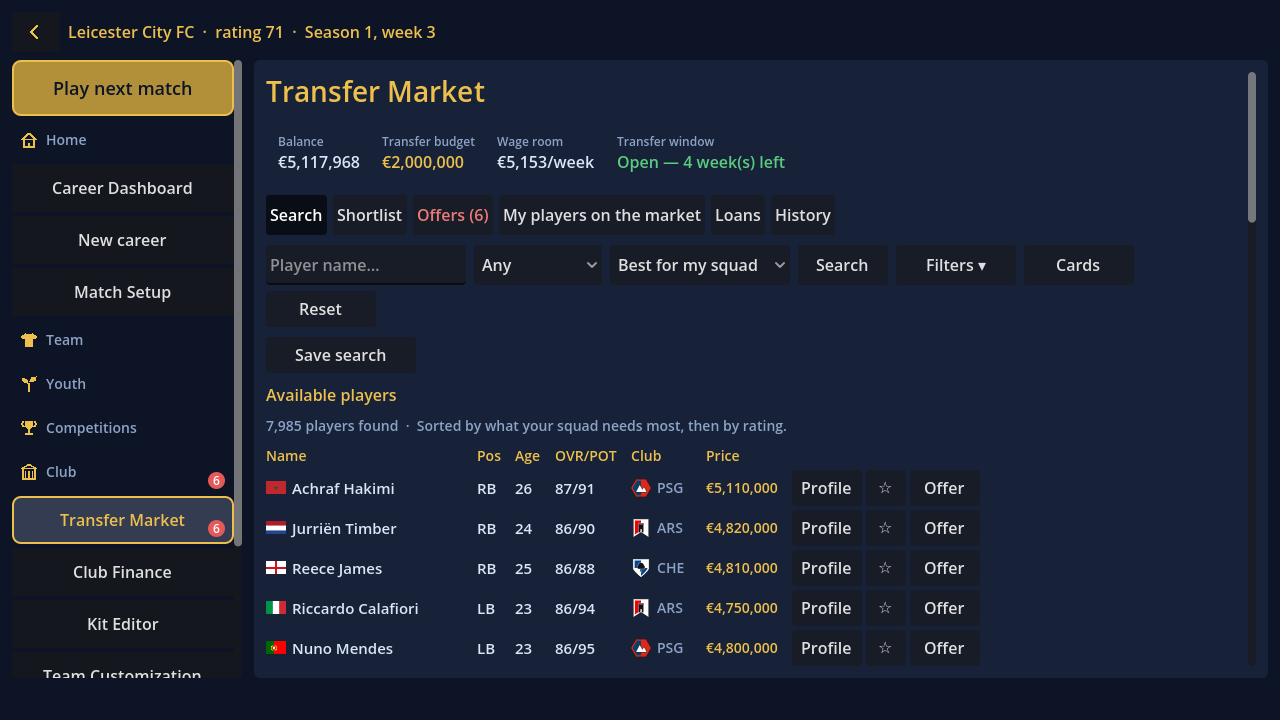 Leicester City FC · rating 71 · Season 1, week 3
Play next match
Home
Career Dashboard
New career
Match Setup
Team
Youth
Competitions
Club
6
Transfer Market
6
Club Finance
Kit Editor
Team Customization
Transfer Market
Balance Transfer budget Wage room Transfer window
€5,117,968 €2,000,000 €5,153/week Open — 4 week(s) left
Search Shortlist Offers (6) My players on the market Loans History
Player name... Any Best for my squad Search Filters ▾ Cards
Reset
Save search
Available players
7,985 players found · Sorted by what your squad needs most, then by rating.
Name Pos Age OVR/POT Club Price
Achraf Hakimi RB 26 87/91 PSG €5,110,000 Profile ☆ Offer
Jurriën Timber RB 24 86/90 ARS €4,820,000 Profile ☆ Offer
Reece James RB 25 86/88 CHE €4,810,000 Profile ☆ Offer
Riccardo Calafiori LB 23 86/94 ARS €4,750,000 Profile ☆ Offer
Nuno Mendes LB 23 86/95 PSG €4,800,000 Profile ☆ Offer